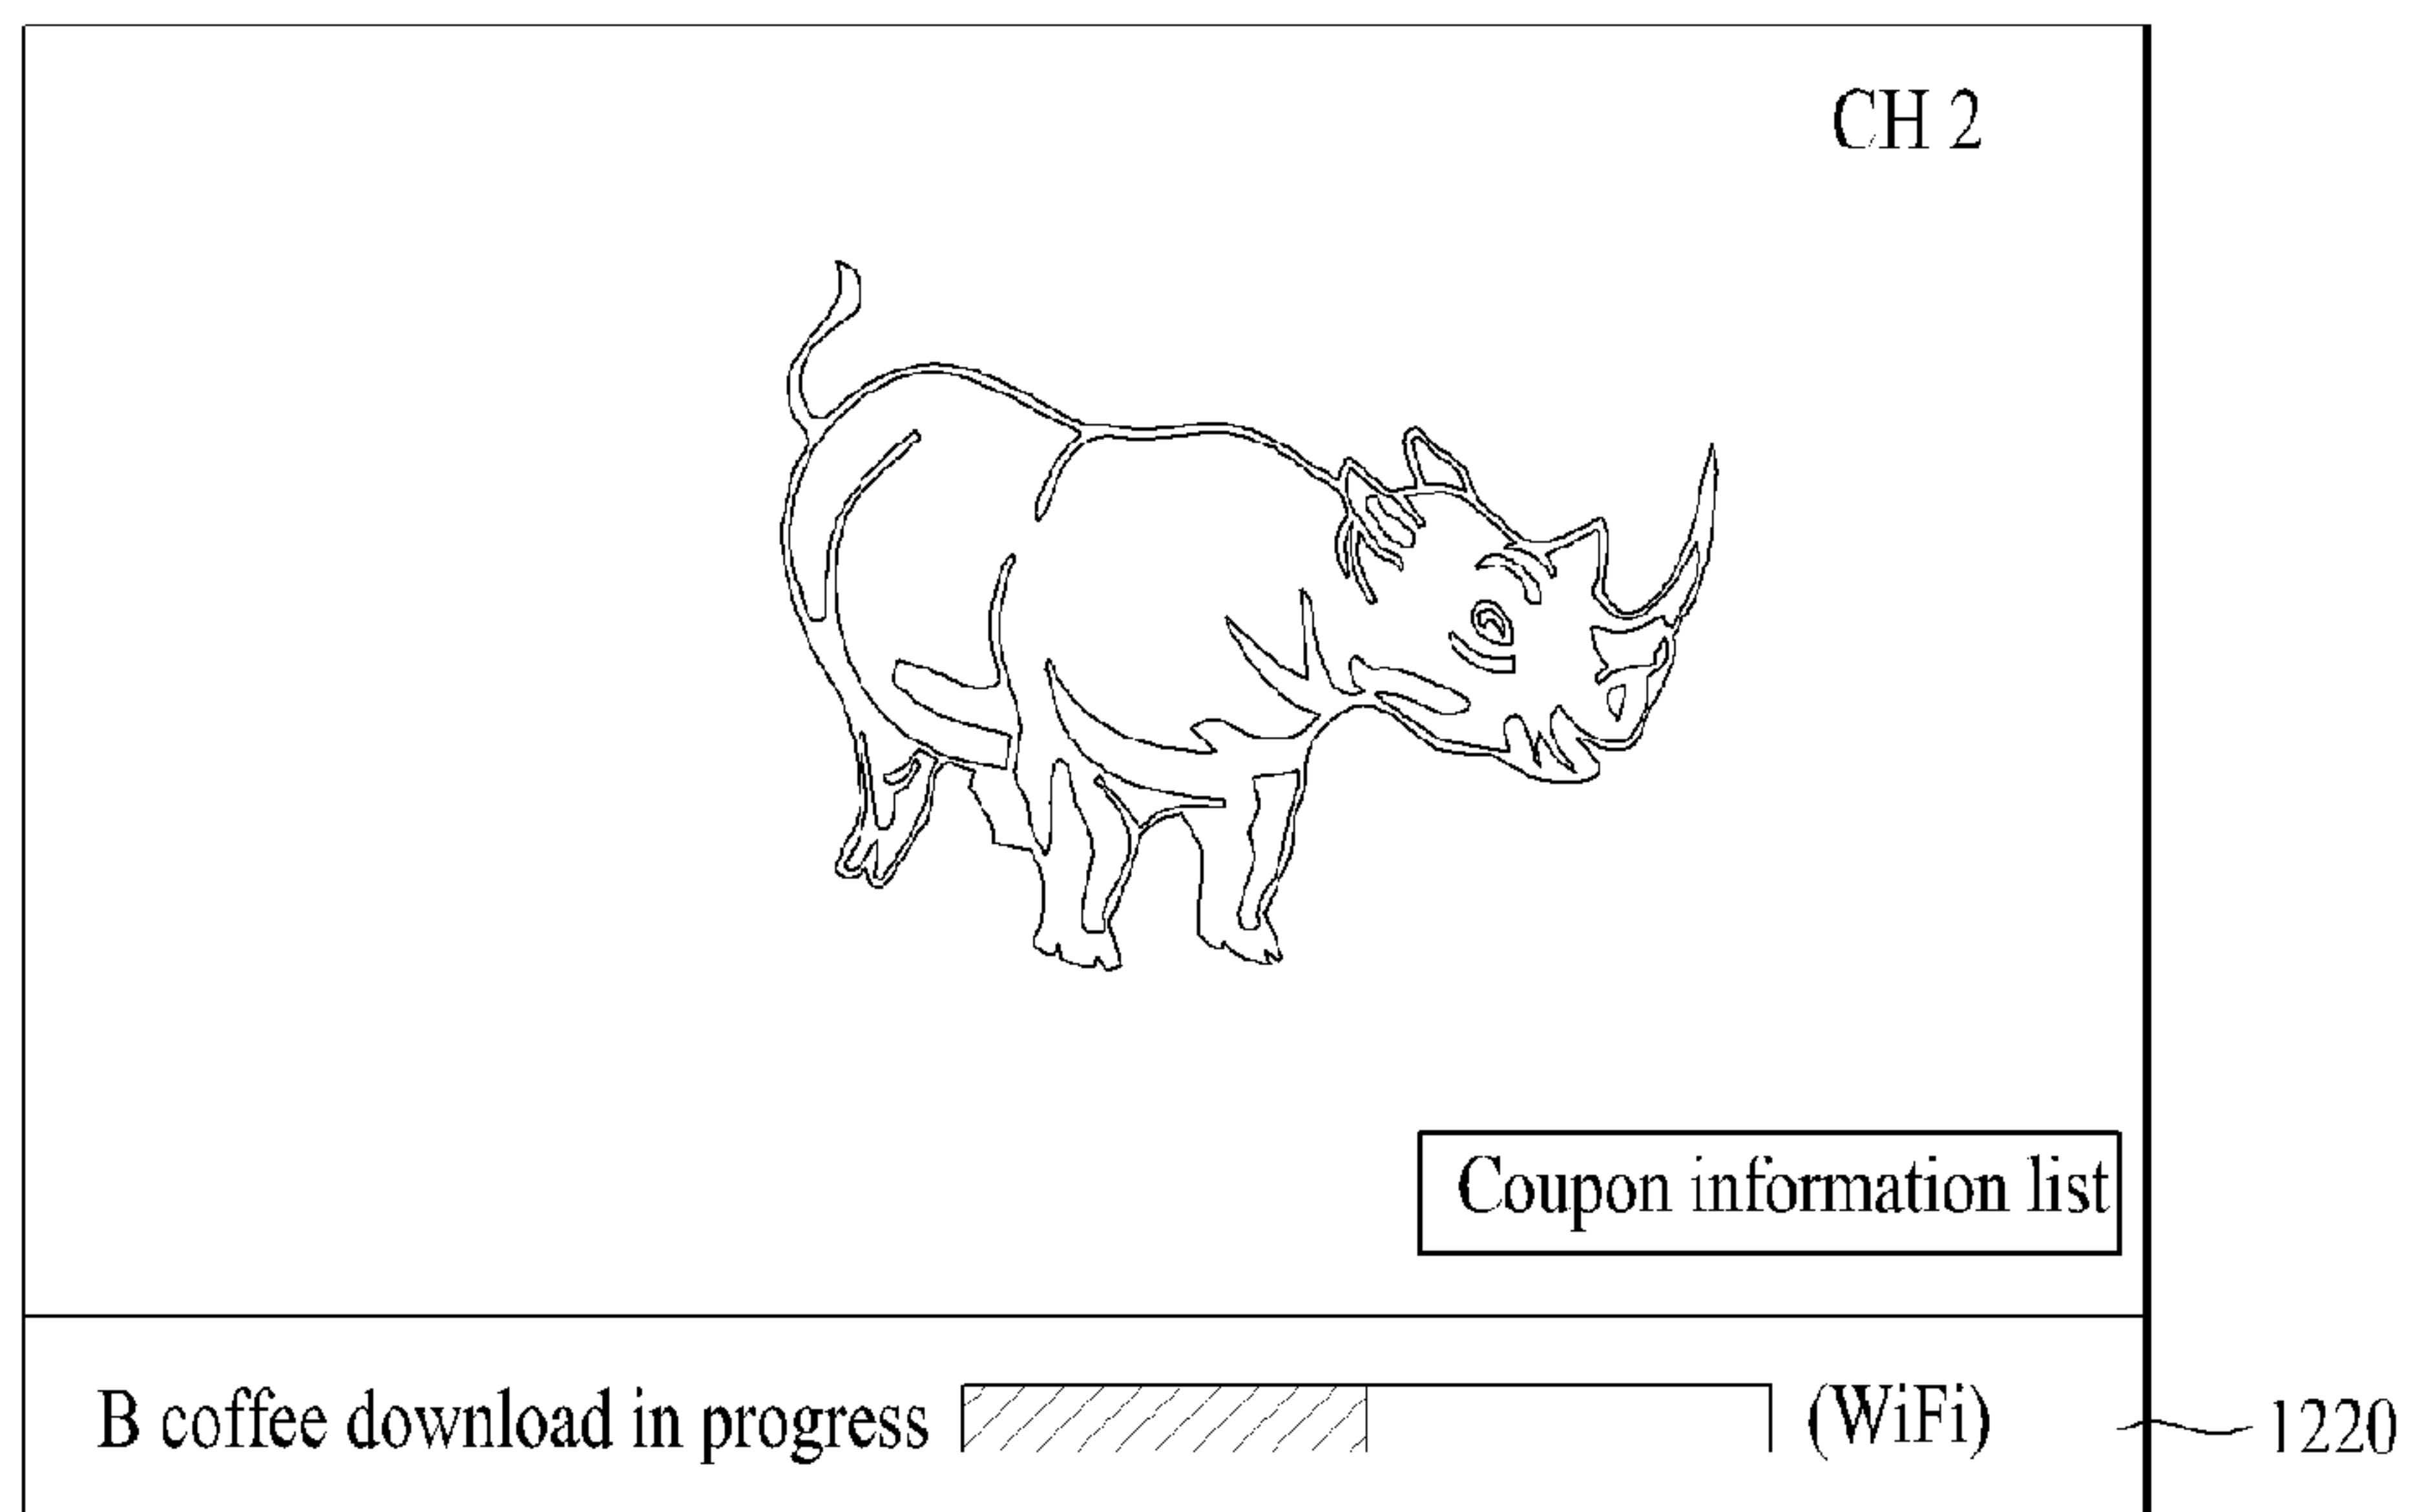 CH 2
Coupon information list
B coffee download in progress (WiFi) 1220